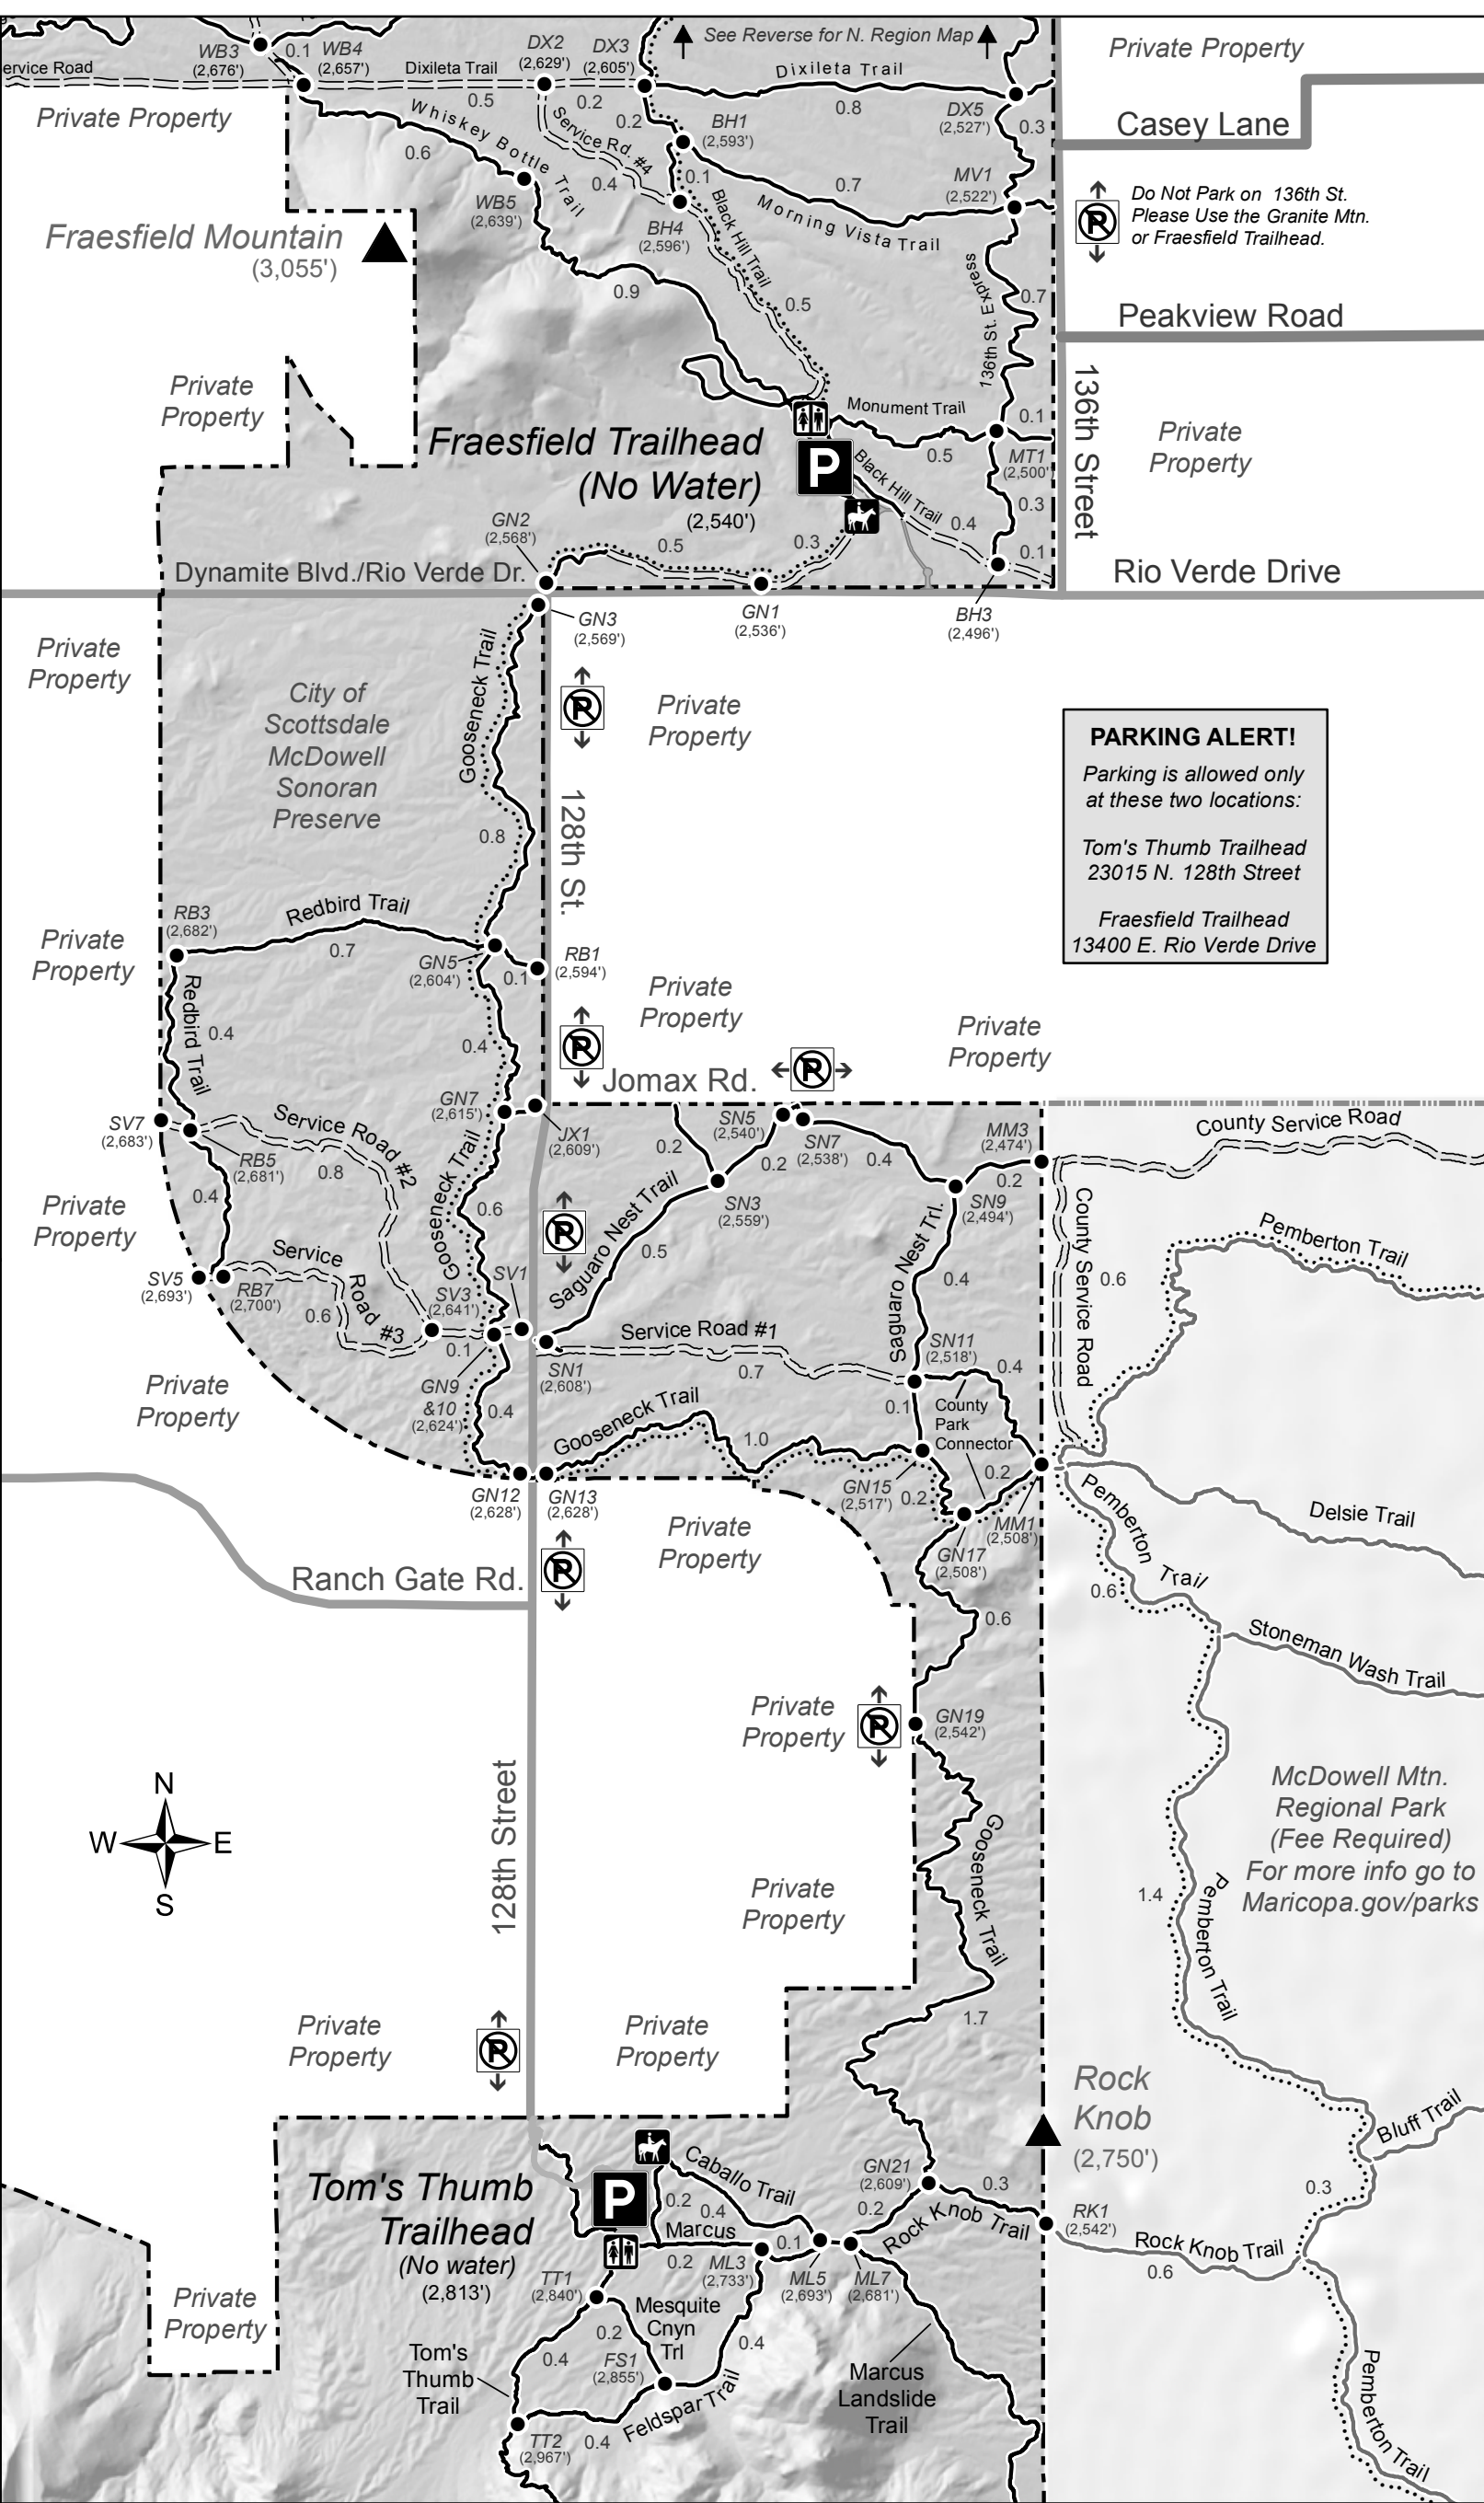 See Reverse for N. Region Map
Private Property
WB3
(2,676')
0.1
WB4
(2,657')
DX2
(2,629')
DX3
(2,605')
ervice Road
Dixileta Trail
Dixileta Trail
0.5
0.2
0.8
DX5
(2,527')
Casey Lane
Private Property
Whiskey Bottle Trail
0.6
Service Rd. #4
0.2
BH1
(2,593')
0.3
0.4
0.1
0.7
MV1
(2,522')
Do Not Park on 136th St.
Please Use the Granite Mtn.
or Fraesfield Trailhead.
WB5
(2,639')
BH4
(2,596')
Black Hill Trail
Morning Vista Trail
Fraesfield Mountain
(3,055')
0.9
0.5
136th St. Express
0.7
Peakview Road
136th Street
Private
Property
Monument Trail
0.1
Fraesfield Trailhead
(No Water)
(2,540')
P
0.5
MT1
(2,500'
Private
Property
Black Hill Trail
0.4
0.3
GN2
(2,568')
0.5
0.3
0.1
Dynamite Blvd./Rio Verde Dr.
Rio Verde Drive
GN3
(2,569')
GN1
(2,536')
BH3
(2,496')
Private
Property
Gooseneck Trail
City of
Scottsdale
McDowell
Sonoran
Preserve
P
Private
Property
PARKING ALERT!
Parking is allowed only
at these two locations:
Tom's Thumb Trailhead
23015 N. 128th Street
Fraesfield Trailhead
13400 E. Rio Verde Drive
0.8
128th St.
RB3
(2,682')
Redbird Trail
0.7
Private
Property
GN5
(2,604')
0.1
RB1
(2,594')
Redbird Trail
0.4
0.4
Private
Property
P
Private
Property
Jomax Rd.
P
GN7
(2,615')
JX1
(2,609')
SV7
(2,683')
RB5
(2,681')
Service Road #2
0.8
0.2
SN5
(2,540')
SN7
(2,538')
0.2
0.4
MM3
(2,474')
0.2
County Service Road
Private
Property
0.4
Gooseneck Trail
0.6
P
SN3
(2,559')
SN9
(2,494')
Saguaro Nest Trail
0.5
Saguaro Nest Trl.
0.4
County Service Road
0.6
Pemberton Trail
SV5
(2,693')
RB7
(2,700')
Service Road #3
0.6
SV3
(2,641')
SV1
0.1
Service Road #1
0.7
SN1
(2,608')
SN11
(2,518')
0.4
Private
Property
GN9
&10
(2,624')
0.4
0.1
County
Park
Connector
Gooseneck Trail
1.0
0.2
GN12
(2,628')
GN13
(2,628')
GN15
(2,517')
0.2
MM1
(2,508')
GN17
(2,508')
Pemberton Trail
0.6
Delsie Trail
Ranch Gate Rd.
P
Private
Property
0.6
Stoneman Wash Trail
Private
Property
P
GN19
(2,542')
N
W
E
S
128th Street
Private
Property
Gooseneck Trail
1.4
Pemberton Trail
McDowell Mtn.
Regional Park
(Fee Required)
For more info go to
Maricopa.gov/parks
1.7
Private
Property
P
Private
Property
Rock
Knob
(2,750')
Bluff Trail
Tom's Thumb
Trailhead
(No water)
(2,813')
P
Caballo Trail
0.2
0.4
GN21
(2,609')
0.3
0.3
Marcus
0.2
0.1
0.2
Rock Knob Trail
RK1
(2,542')
Rock Knob Trail
0.6
Private
Property
TT1
(2,840')
ML3
(2,733')
ML5
(2,693')
ML7
(2,681')
Mesquite
Cnyn
Trl
0.2
0.4
0.4
FS1
(2,855')
Tom's
Thumb
Trail
Feldspar Trail
Marcus
Landslide
Trail
TT2
(2,967')
0.4
Pemberton Trail